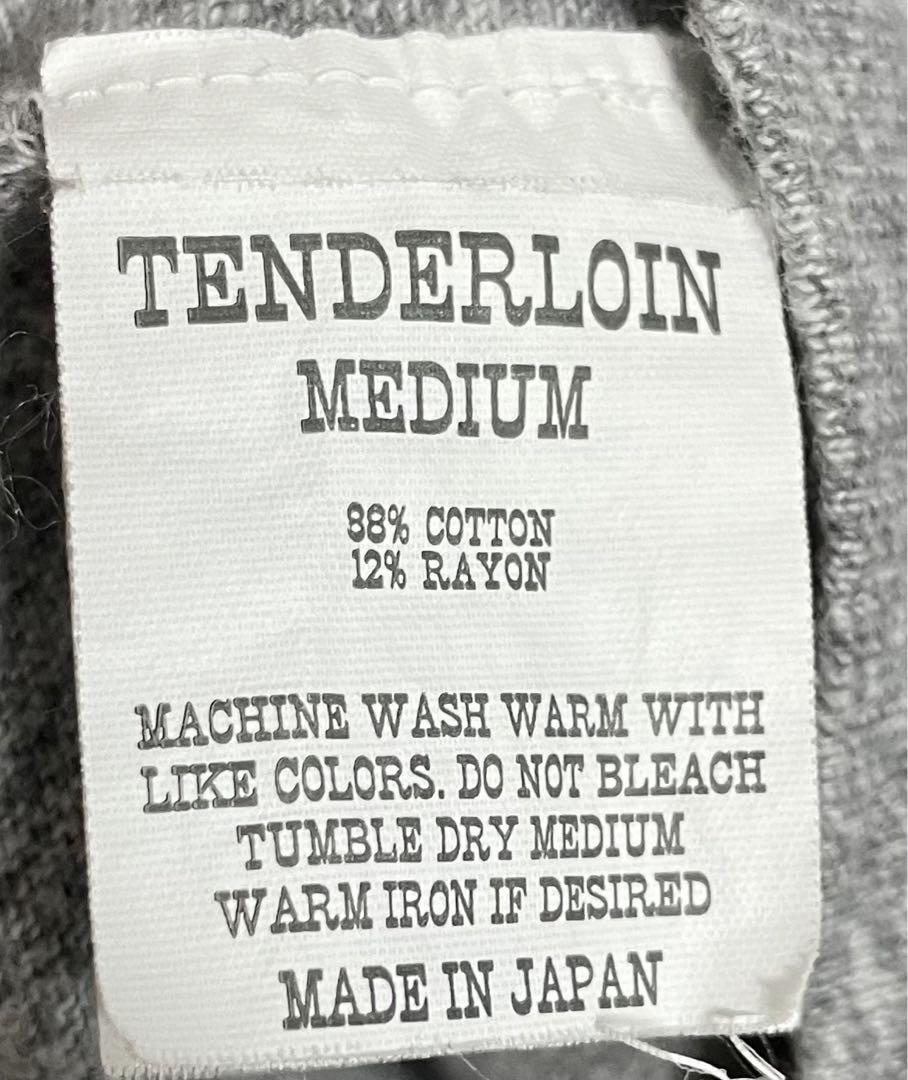 TENDERLOIN
MEDIUM
88% COTTON
12% RAYON
MACHINE WASH WARM WITH
LIKE COLORS. DO NOT BLEACH
TUMBLE DRY MEDIUM
WARM IRON IF DESIRED
MADE IN JAPAN